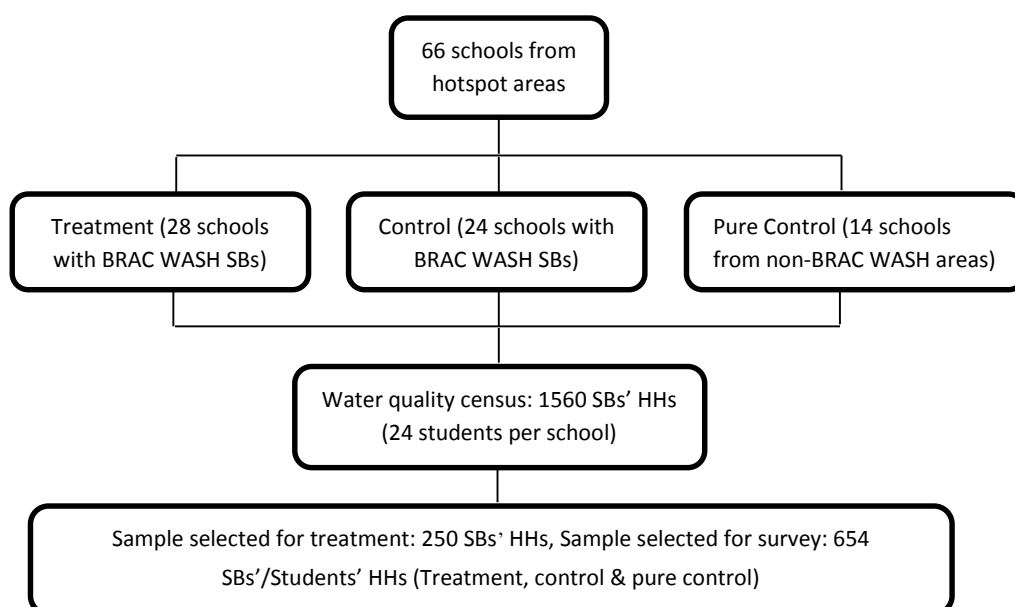 66 schools from
hotspot areas
Treatment (28 schools
with BRAC WASH SBs)
Control (24 schools with
BRAC WASH SBs)
Pure Control (14 schools
from non-BRAC WASH areas)
Water quality census: 1560 SBs’ HHs
(24 students per school)
Sample selected for treatment: 250 SBs’ HHs, Sample selected for survey: 654
SBs’/Students’ HHs (Treatment, control & pure control)